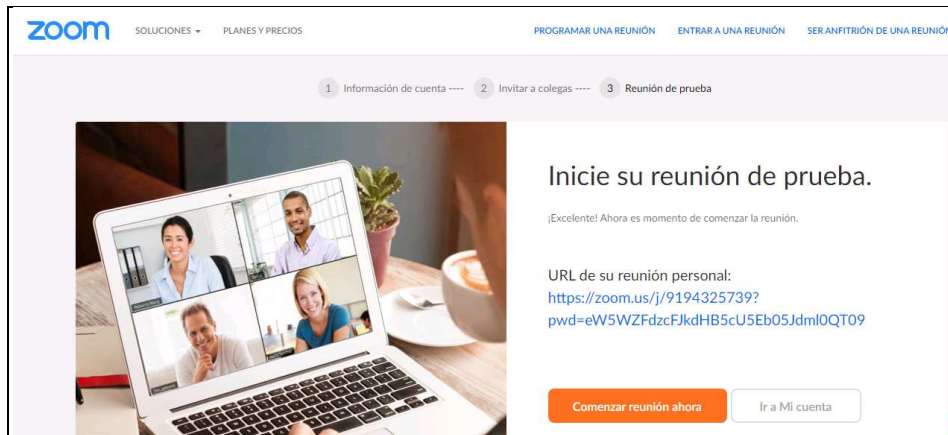 zoom SOLUCIONES PLANES Y PRECIOS PROGRAMAR UNA REUNIÓN ENTRAR A UNA REUNIÓN SER ANFITRIÓN DE UNA REUNIÓN
1 Información de cuenta ---- 2 Invitar a colegas ---- 3 Reunión de prueba
Inicie su reunión de prueba.
¡Excelente! Ahora es momento de comenzar la reunión.
URL de su reunión personal:
https://zoom.us/j/9194325739?
pwd=eW5WZFdzcFJkdHB5cU5Eb05Jdml0QT09
Comenzar reunión ahora Ir a Mi cuenta